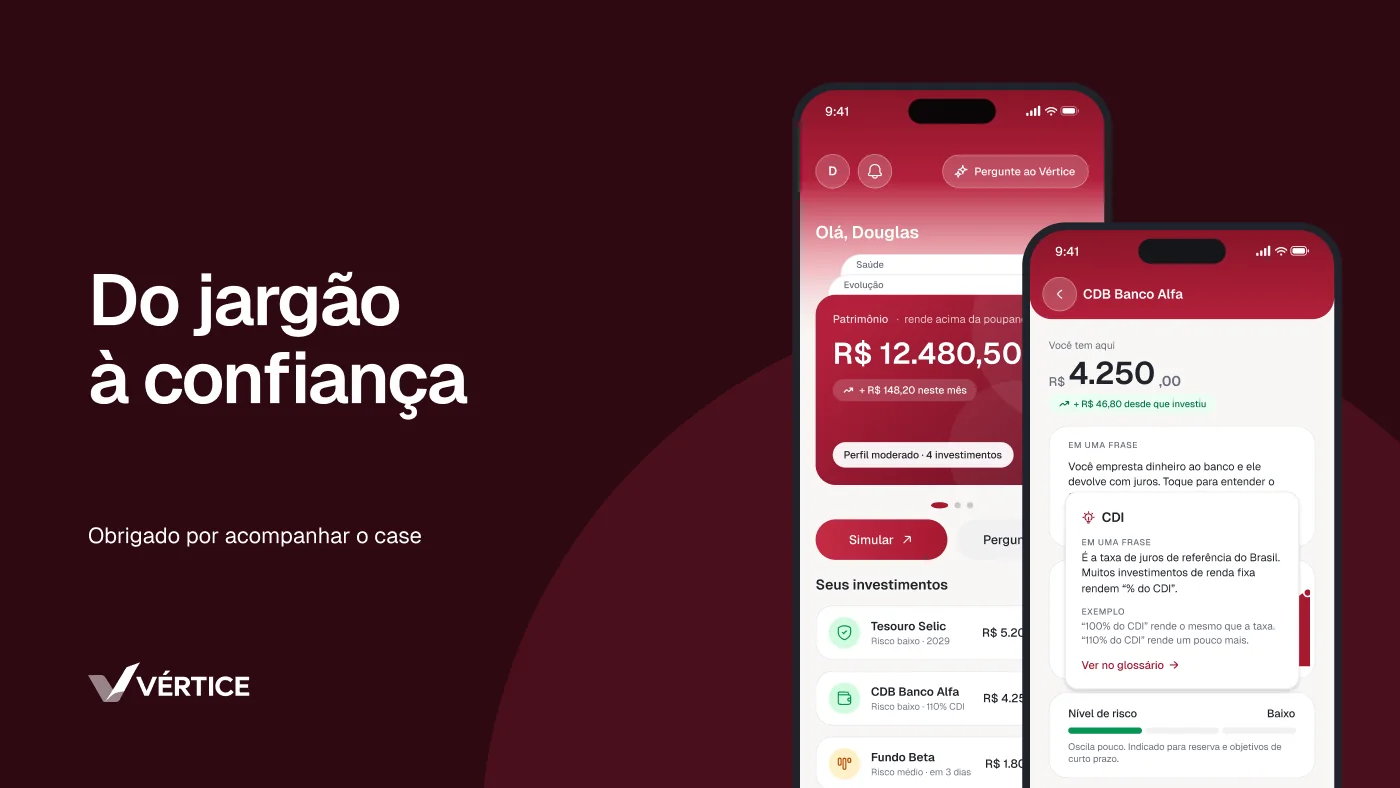 Do jargão
à confiança
Obrigado por acompanhar o case
VÉRTICE
9:41
D
Pergunte ao Vértice
Olá, Douglas
Saúde
Evolução
Patrimônio · rende acima da
R$ 12.480,50
+ R$ 148,20 neste mês
Perfil moderado · 4 investimentos
Simular
Seus investimentos
Tesouro Selic
Risco baixo · 2029
R$ 5.20
CDB Banco Alfa
Risco baixo · 110% CDI
R$ 4.25
Fundo Beta
Risco médio · em 3 dias
R$ 1.80
9:41
CDB Banco Alfa
Você tem aqui
R$ 4.250 ,00
+ R$ 46,80 desde que investiu
EM UMA FRASE
Você empresta dinheiro ao banco e ele
devolve com juros. Toque para entender o
CDI
EM UMA FRASE
É a taxa de juros de referência do Brasil.
Muitos investimentos de renda fixa
rendem “% do CDI”.
EXEMPLO
“100% do CDI” rende o mesmo que a taxa.
“110% do CDI” rende um pouco mais.
Ver no glossário
Nível de risco
Baixo
Oscila pouco. Indicado para reserva e objetivos de
curto prazo.